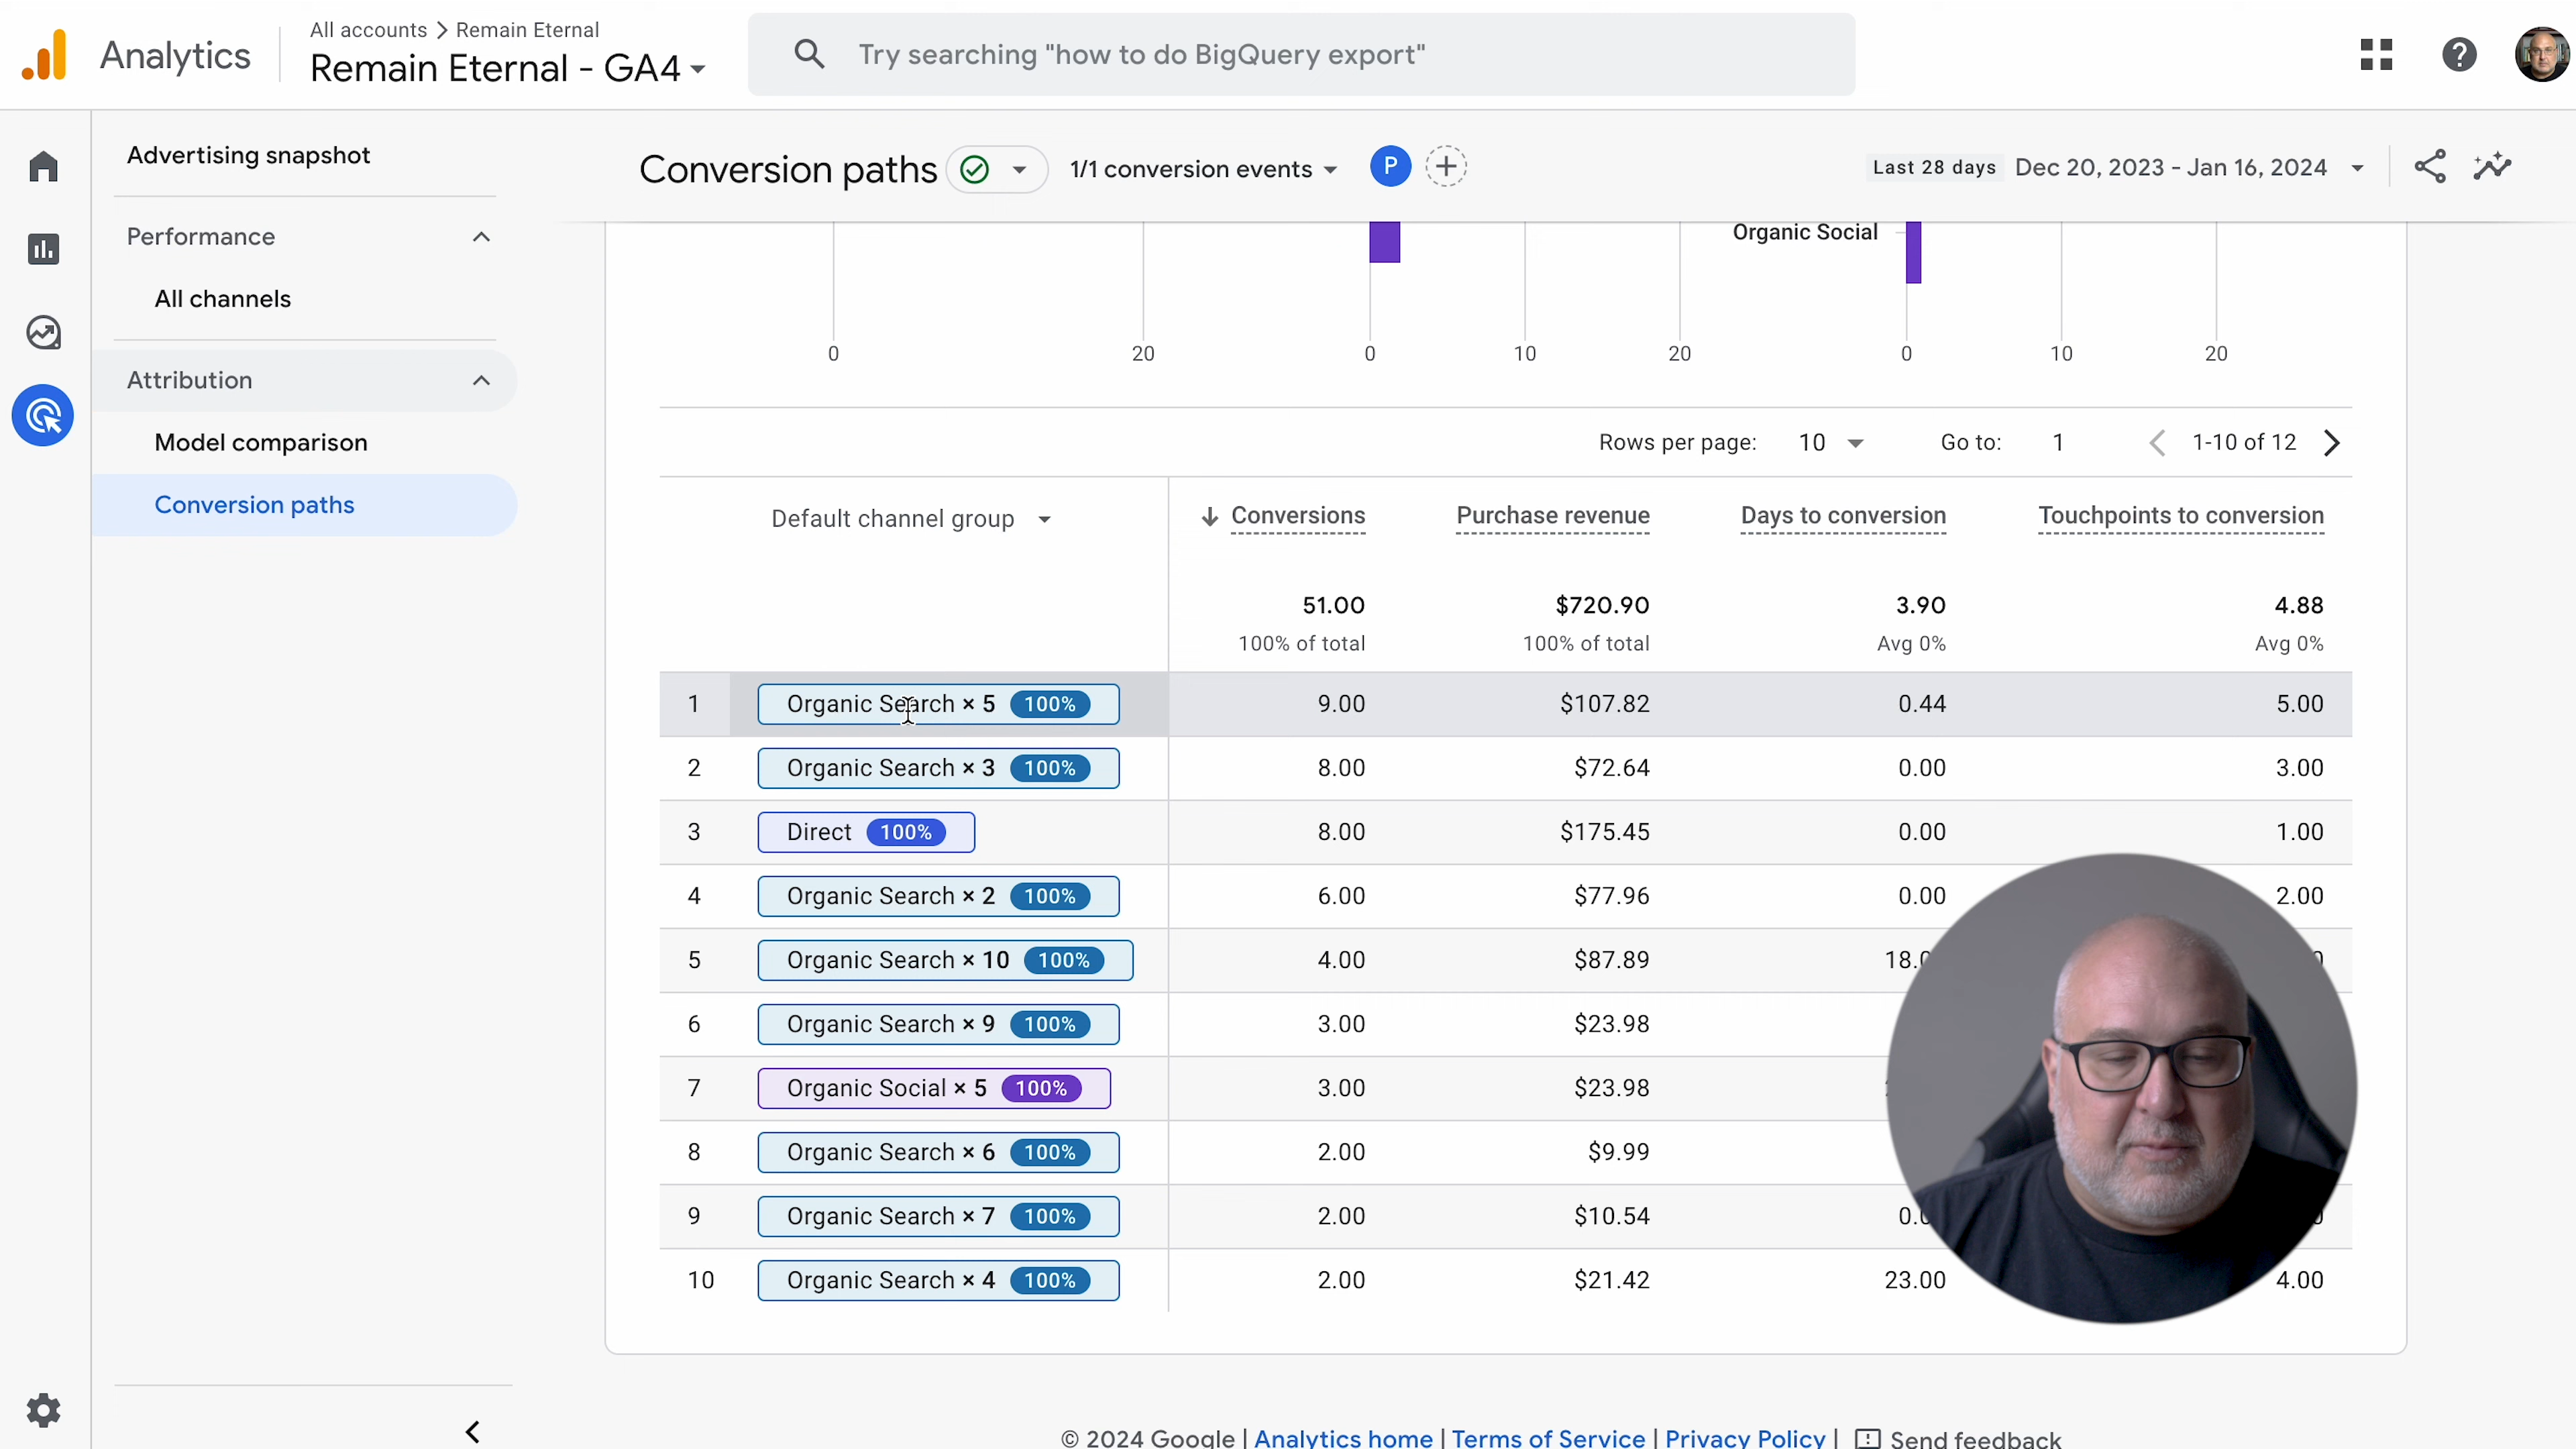 Analytics
All accounts > Remain Eternal
Remain Eternal - GA4
Try searching "how to do BigQuery export"
Advertising snapshot
Performance
All channels
Attribution
Model comparison
Conversion paths
Conversion paths
1/1 conversion events
P
Last 28 days Dec 20, 2023 - Jan 16, 2024
Organic Social
0 20 0 10 20 0 10 20
Rows per page: 10 Go to: 1 1-10 of 12
Default channel group Conversions Purchase revenue Days to conversion Touchpoints to conversion
51.00 $720.90 3.90 4.88
100% of total 100% of total Avg 0% Avg 0%
1 Organic Search × 5 100% 9.00 $107.82 0.44 5.00
2 Organic Search × 3 100% 8.00 $72.64 0.00 3.00
3 Direct 100% 8.00 $175.45 0.00 1.00
4 Organic Search × 2 100% 6.00 $77.96 0.00 2.00
5 Organic Search × 10 100% 4.00 $87.89
6 Organic Search × 9 100% 3.00 $23.98
7 Organic Social × 5 100% 3.00 $23.98
8 Organic Search × 6 100% 2.00 $9.99
9 Organic Search × 7 100% 2.00 $10.54
10 Organic Search × 4 100% 2.00 $21.42 23.00 4.00
© 2024 Google | Analytics home | Terms of Service | Privacy Policy | Send feedback